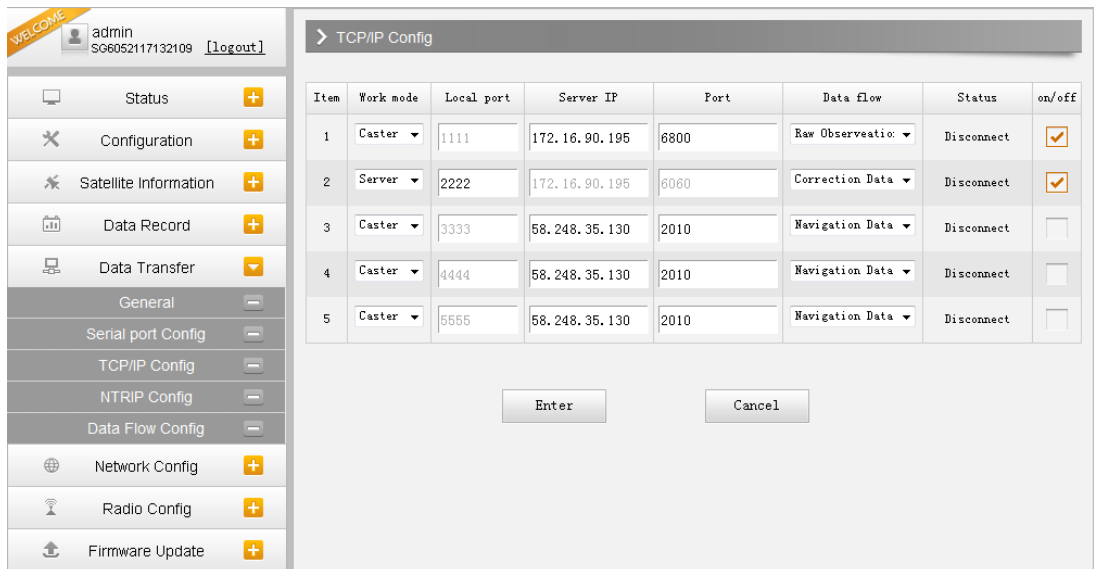 WELCOME
admin
SG6052117132109 [logout]
TCP/IP Config
Status
Configuration
Satellite Information
Data Record
Data Transfer
General
Serial port Config
TCP/IP Config
NTRIP Config
Data Flow Config
Network Config
Radio Config
Firmware Update
Item Work mode Local port Server IP Port Data flow Status on/off
1 Caster 1111 172.16.90.195 6800 Raw Observeatio: Disconnect
2 Server 2222 172.16.90.195 6060 Correction Data Disconnect
3 Caster 3333 58.248.35.130 2010 Navigation Data Disconnect
4 Caster 4444 58.248.35.130 2010 Navigation Data Disconnect
5 Caster 5555 58.248.35.130 2010 Navigation Data Disconnect
Enter Cancel